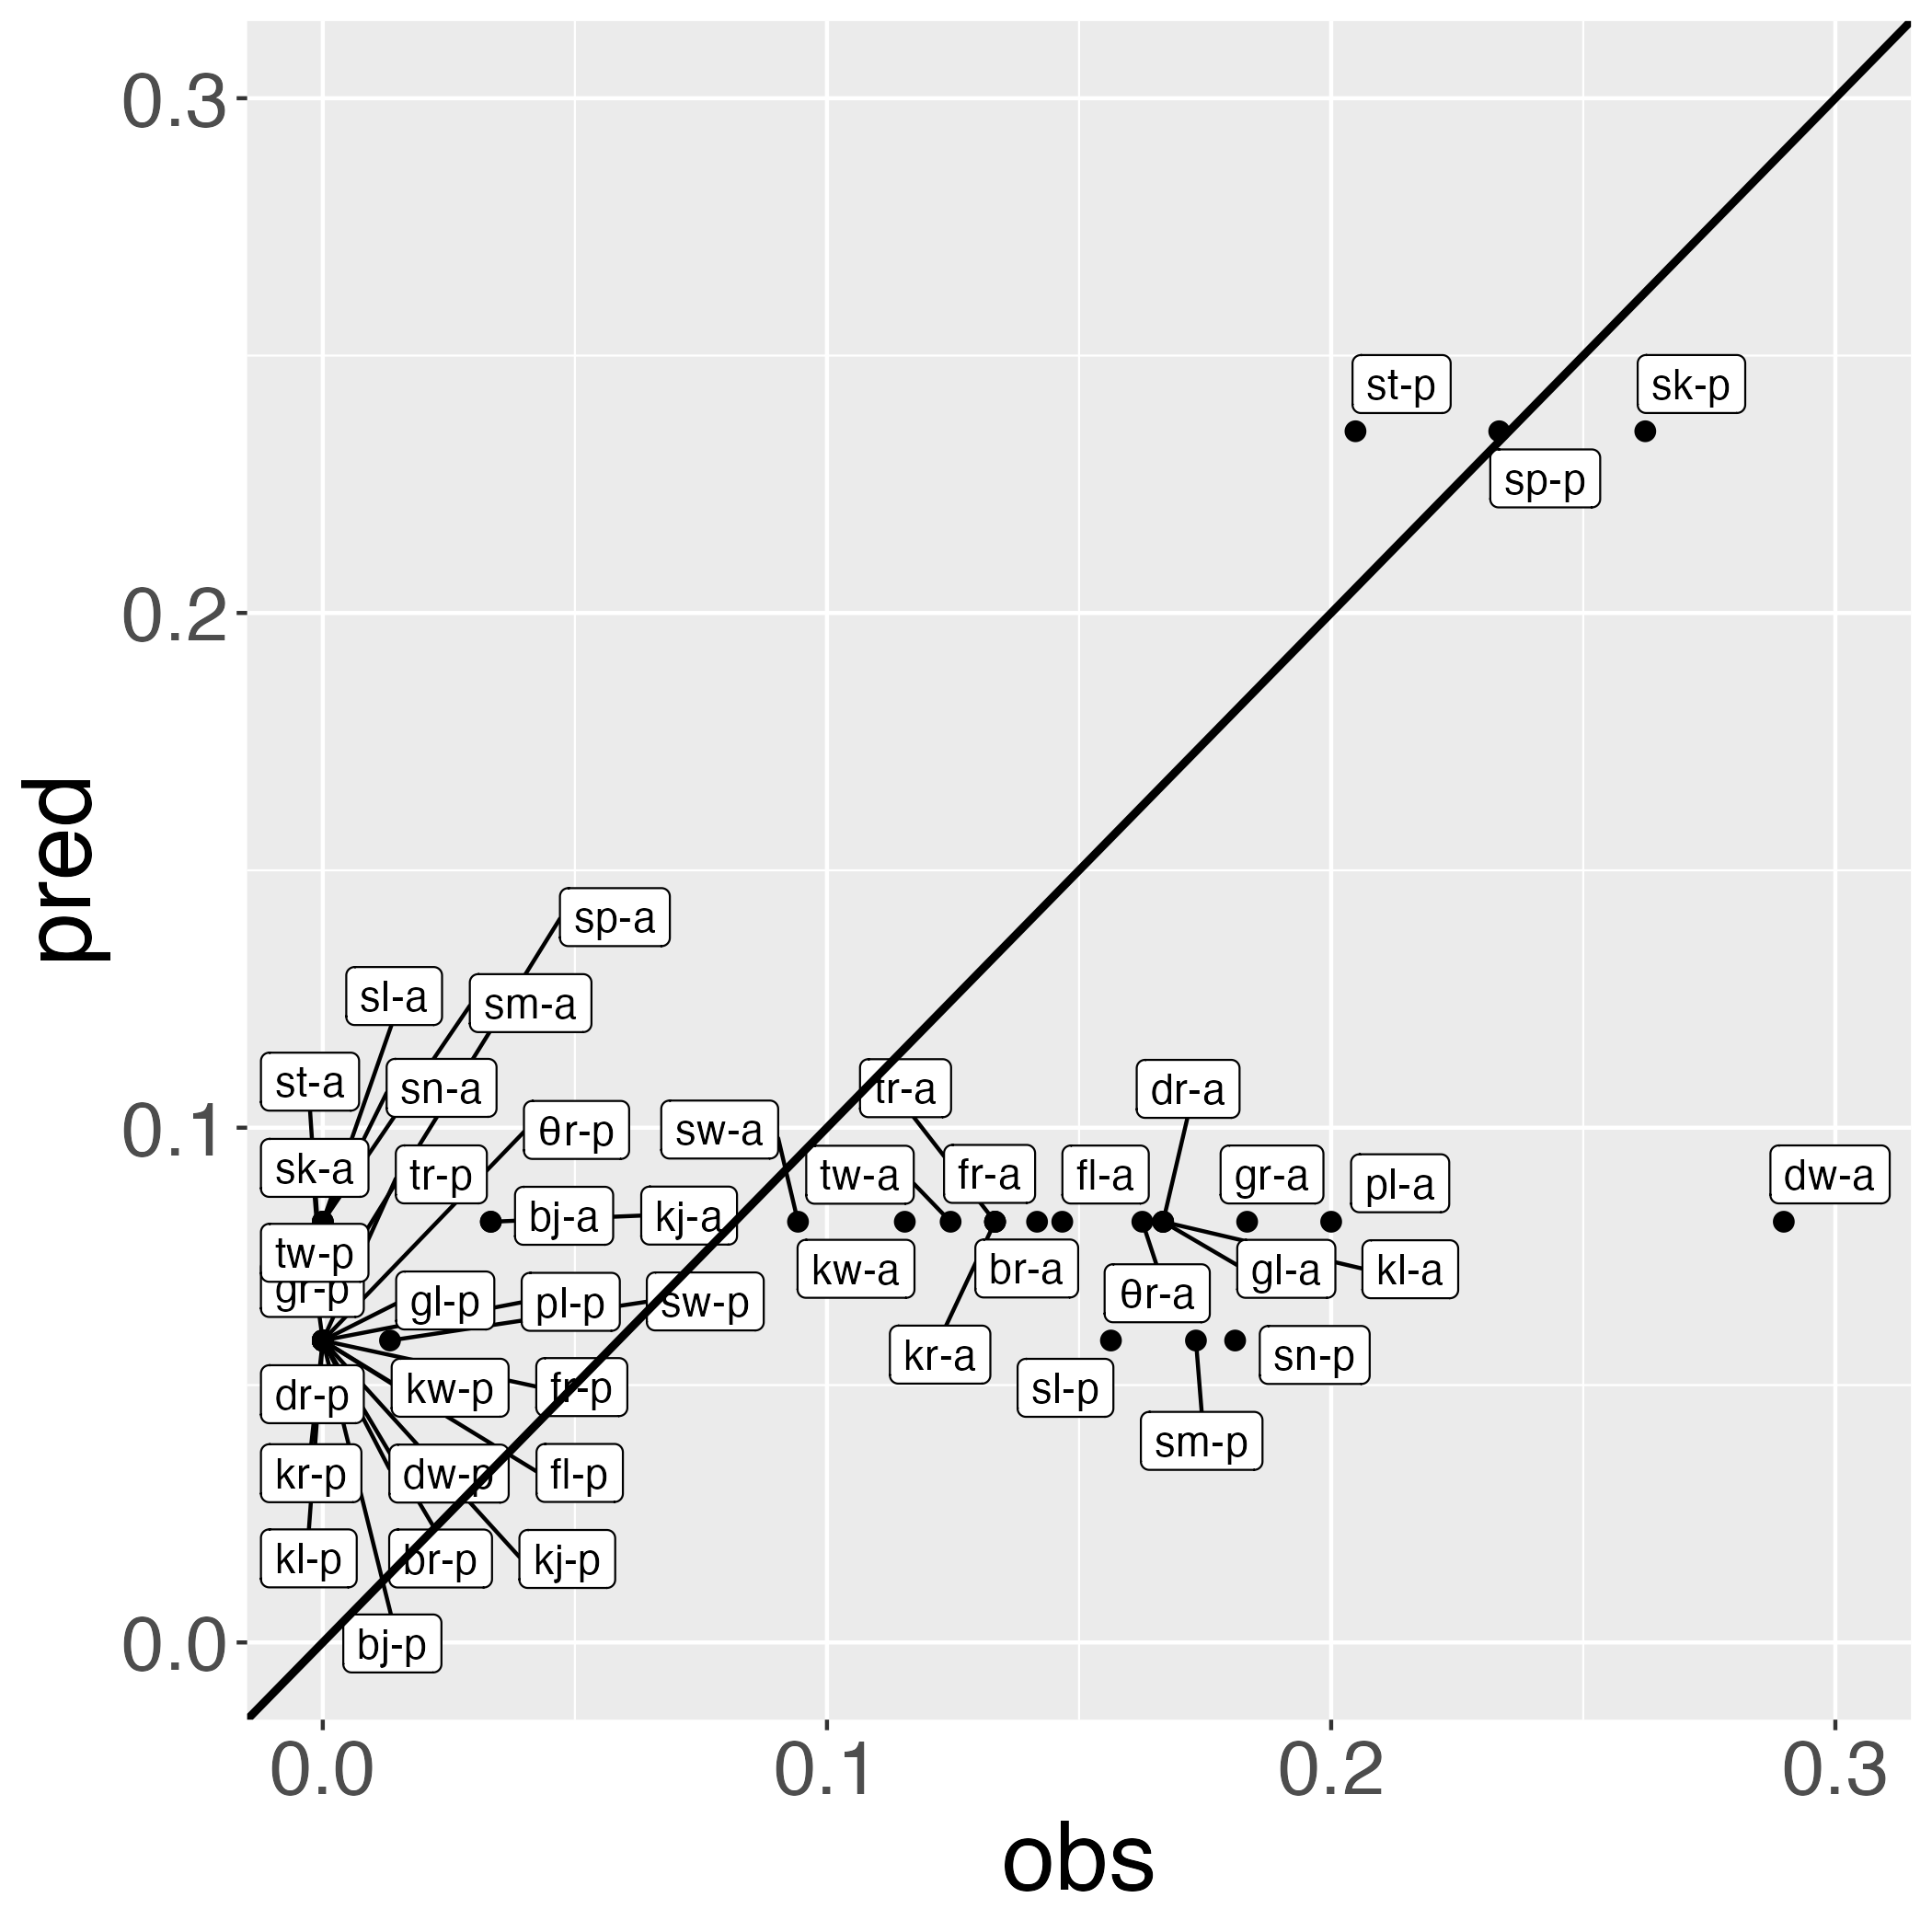 0.3
st-p
sk-p
sp-p
0.2
pred
sp-a
sl-a
sm-a
st-a
sn-a
tr-a
dr-a
0.1
θr-p
sw-a
sk-a
tr-p
tw-a
fr-a
fl-a
gr-a
pl-a
dw-a
bj-a
kj-a
tw-p
kw-a
br-a
gl-a
kl-a
gr-p
gl-p
pl-p
sw-p
θr-a
kr-a
sn-p
dr-p
kw-p
fr-p
sl-p
sm-p
kr-p
dw-p
fl-p
kl-p
br-p
kj-p
0.0
bj-p
0.0
0.1
0.2
0.3
obs